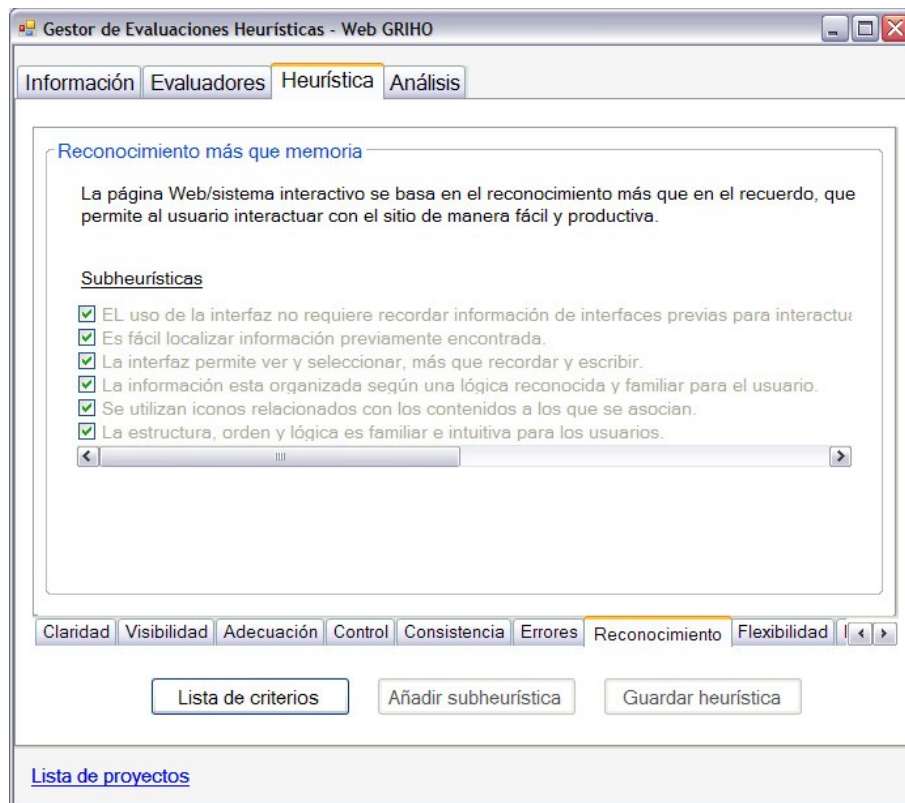 Gestor de Evaluaciones Heurísticas - Web GRIHO
Información Evaluadores Heurística Análisis
Reconocimiento más que memoria
La página Web/sistema interactivo se basa en el reconocimiento más que en el recuerdo, que
permite al usuario interactuar con el sitio de manera fácil y productiva.
Subheurísticas
EL uso de la interfaz no requiere recordar información de interfaces previas para
Es fácil localizar información previamente encontrada.
La interfaz permite ver y seleccionar, más que recordar y escribir.
La información esta organizada según una lógica reconocida y familiar para el usuario.
Se utilizan iconos relacionados con los contenidos a los que se asocian.
La estructura, orden y lógica es familiar e intuitiva para los usuarios.
Claridad Visibilidad Adecuación Control Consistencia Errores Reconocimiento Flexibilidad
Lista de criterios Añadir subheurística Guardar heurística
Lista de proyectos